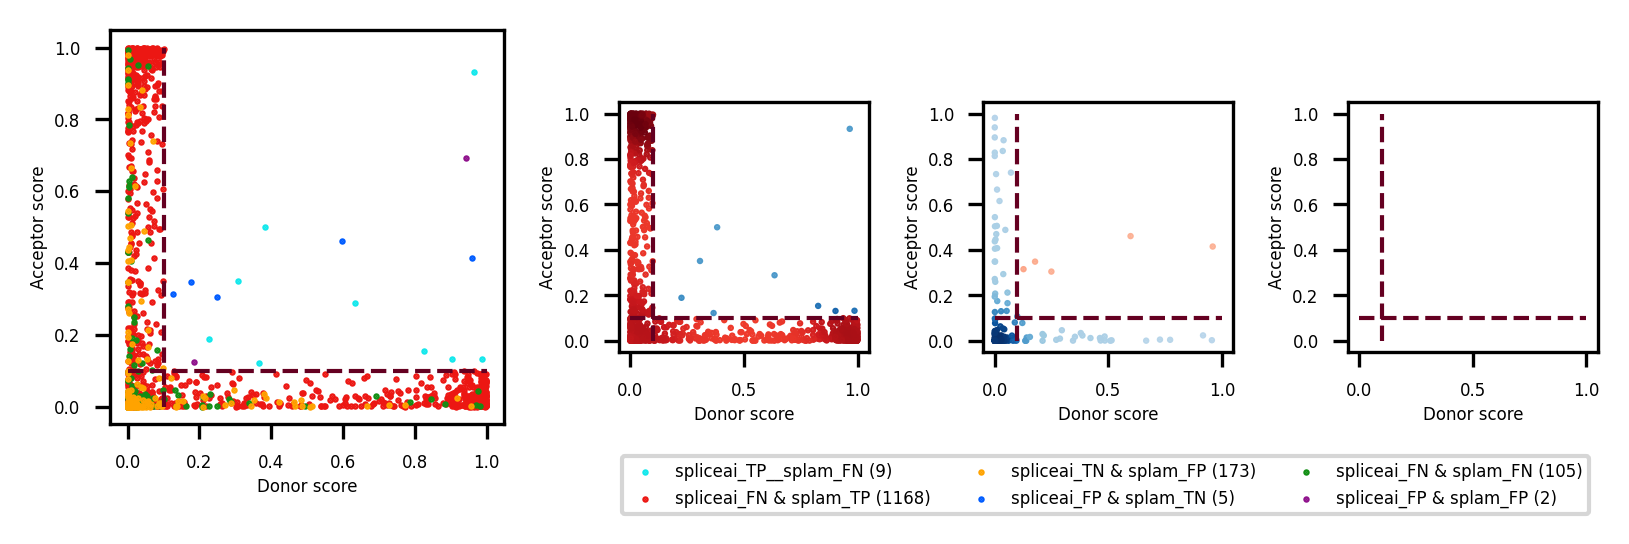 Acceptor score
1.0
0.8
0.6
0.4
0.2
0.0
0.0 0.2 0.4 0.6 0.8 1.0
Donor score
Acceptor score
1.0
0.8
0.6
0.4
0.2
0.0
0.0 0.5 1.0
Donor score
Acceptor score
1.0
0.8
0.6
0.4
0.2
0.0
0.0 0.5 1.0
Donor score
Acceptor score
1.0
0.8
0.6
0.4
0.2
0.0
0.0 0.5 1.0
Donor score
spliceai_TP__splam_FN (9)
spliceai_FN & splam_TP (1168)
spliceai_TN & splam_FP (173)
spliceai_FP & splam_TN (5)
spliceai_FN & splam_FN (105)
spliceai_FP & splam_FP (2)